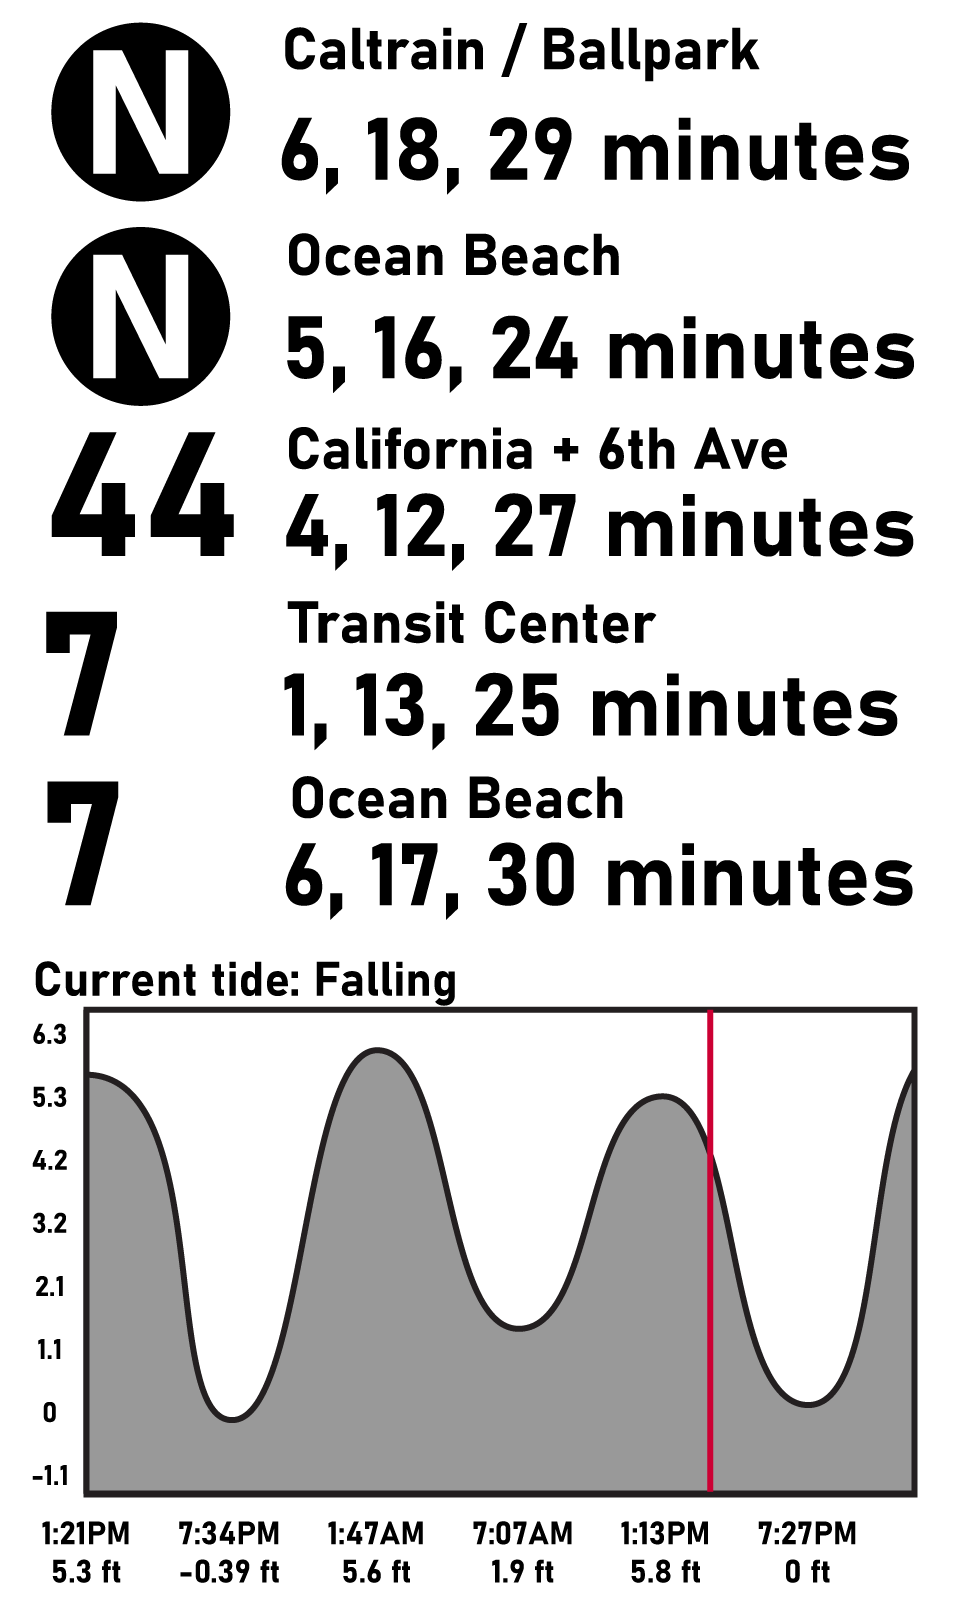 N Caltrain / Ballpark
6, 18, 29 minutes
N Ocean Beach
5, 16, 24 minutes
44 California + 6th Ave
4, 12, 27 minutes
7 Transit Center
1, 13, 25 minutes
7 Ocean Beach
6, 17, 30 minutes
Current tide: Falling
6.3
5.3
4.2
3.2
2.1
1.1
0
-1.1
1:21PM 7:34PM 1:47AM 7:07AM 1:13PM 7:27PM
5.3 ft -0.39 ft 5.6 ft 1.9 ft 5.8 ft 0 ft